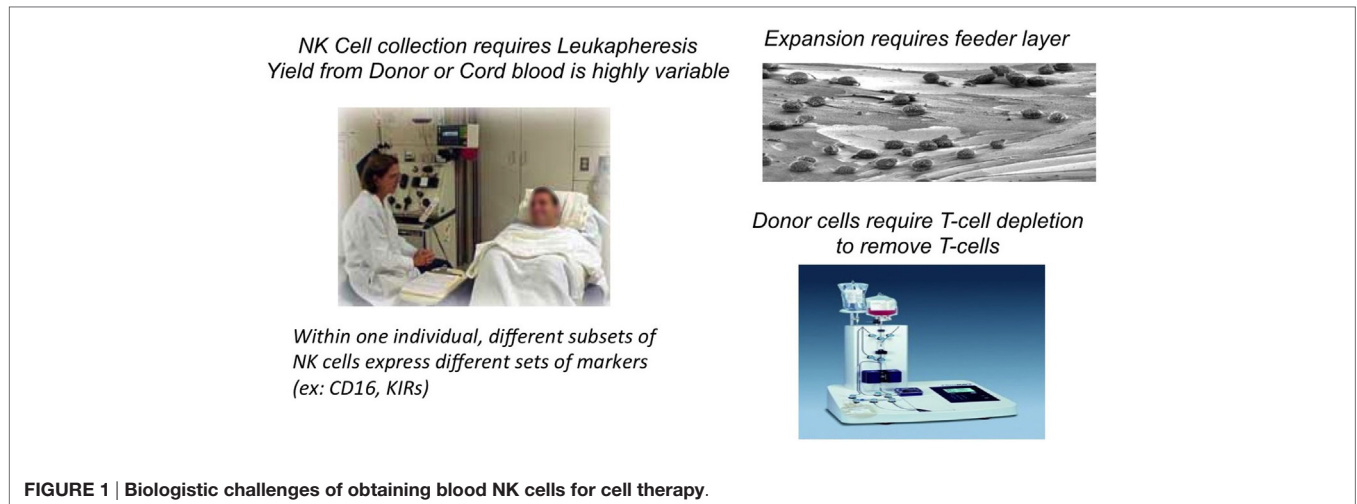 NK Cell collection requires Leukapheresis
Yield from Donor or Cord blood is highly variable
Within one individual, different subsets of
NK cells express different sets of markers
(ex: CD16, KIRs)
Expansion requires feeder layer
Donor cells require T-cell depletion
to remove T-cells
FIGURE 1 | Biologistic challenges of obtaining blood NK cells for cell therapy.